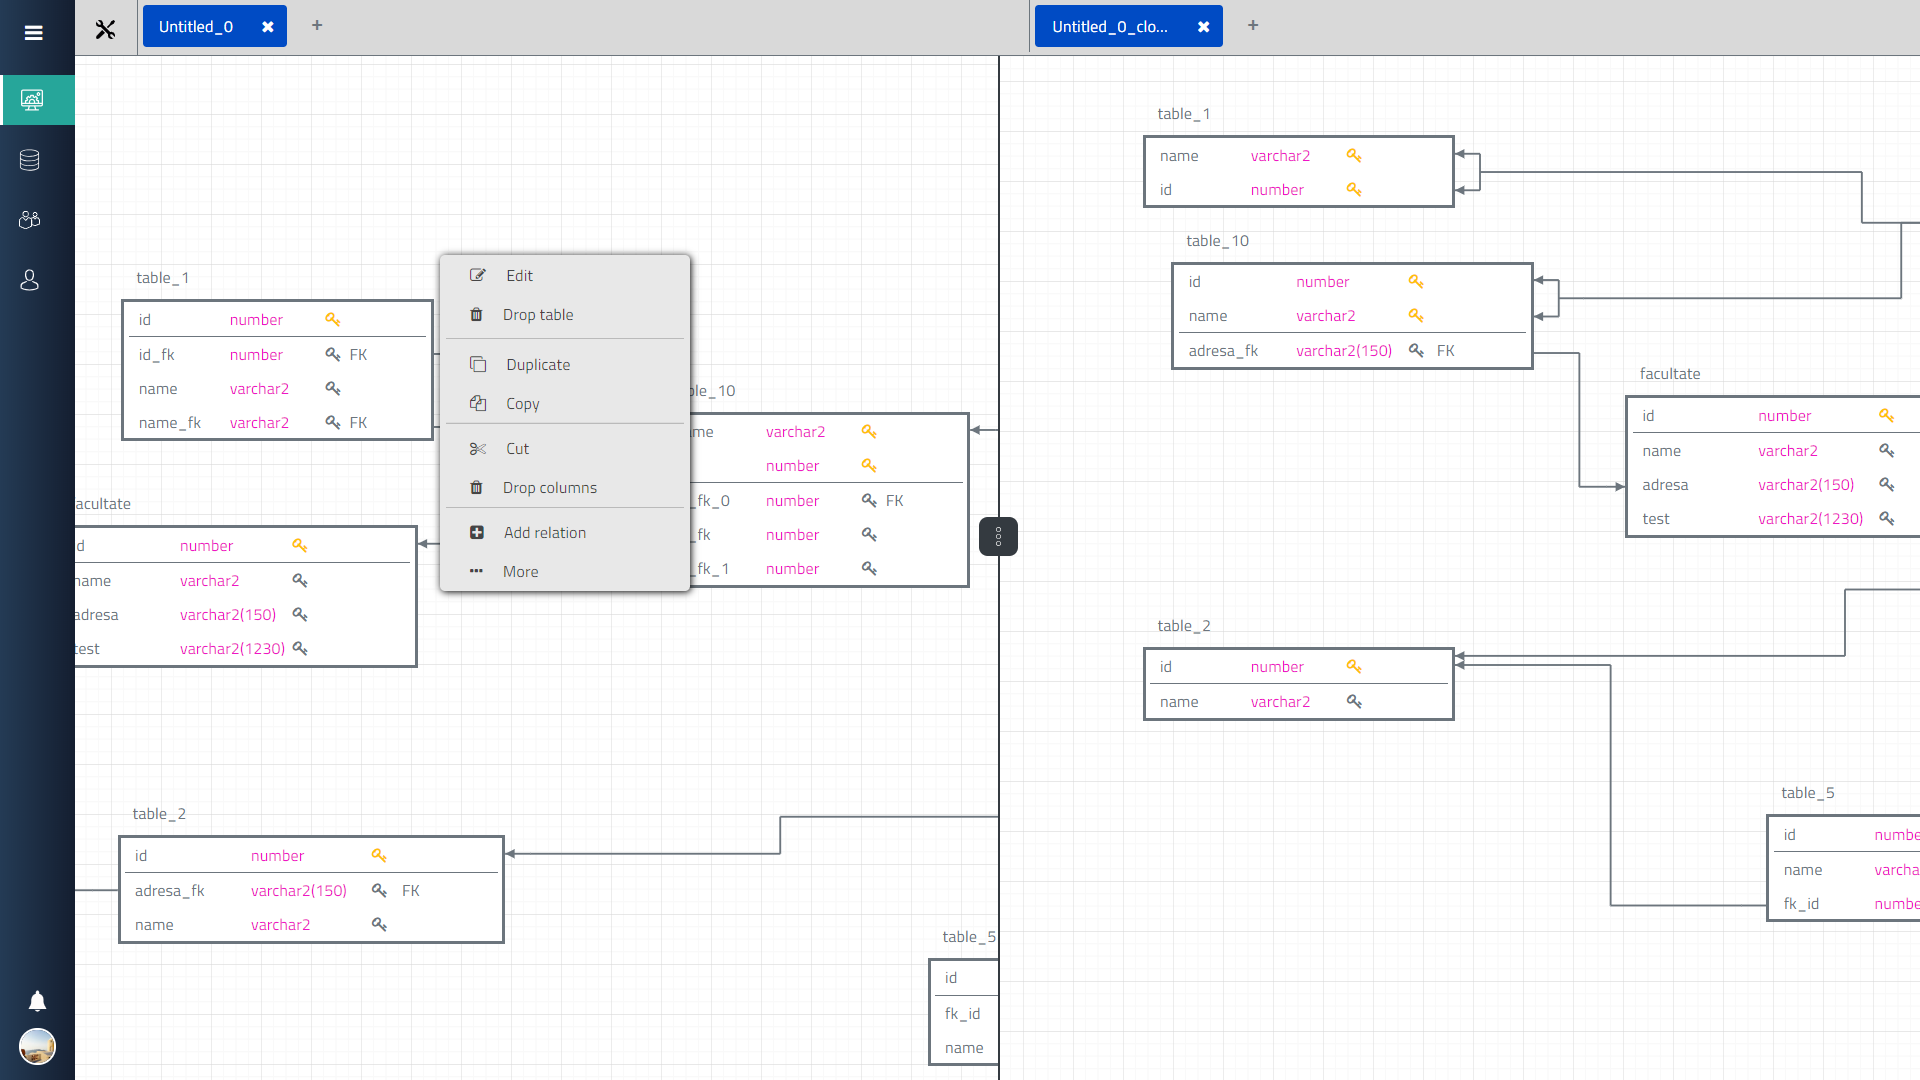 Untitled_0
+
Untitled_0_clo...
+
table_1
id number
id_fk number FK
name varchar2
name_fk varchar2 FK
Edit
Drop table
Duplicate
Copy
Cut
Drop columns
Add relation
More
ble_10
me varchar2
number
_fk_0 number FK
_fk number
_fk_1 number
acultate
d number
name varchar2
adresa varchar2(150)
test varchar2(1230)
table_2
id number
adresa_fk varchar2(150) FK
name varchar2
table_5
id
fk_id
name
table_1
name varchar2
id number
table_10
id number
name varchar2
adresa_fk varchar2(150) FK
facultate
id number
name varchar2
adresa varchar2(150)
test varchar2(1230)
table_2
id number
name varchar2
table_5
id numbe
name varcha
fk_id numbe